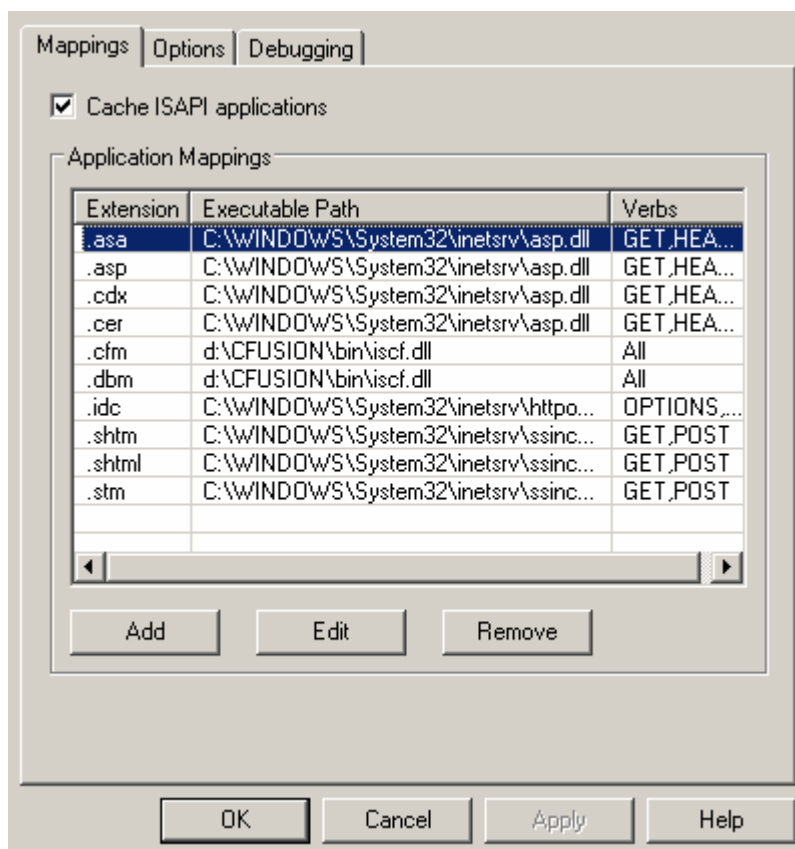 Mappings Options Debugging
Cache ISAPI applications
Application Mappings
Extension Executable Path Verbs
.asa C:\WINDOWS\System32\inetsrv\asp.dll GET,HEA...
.asp C:\WINDOWS\System32\inetsrv\asp.dll GET,HEA...
.cdx C:\WINDOWS\System32\inetsrv\asp.dll GET,HEA...
.cer C:\WINDOWS\System32\inetsrv\asp.dll GET,HEA...
.cfm d:\CFUSION\bin\iscf.dll All
.dbm d:\CFUSION\bin\iscf.dll All
.idc C:\WINDOWS\System32\inetsrv\httpo... OPTIONS,...
.shtm C:\WINDOWS\System32\inetsrv\ssinc... GET,POST
.shtml C:\WINDOWS\System32\inetsrv\ssinc... GET,POST
.stm C:\WINDOWS\System32\inetsrv\ssinc... GET,POST
Add Edit Remove
OK Cancel Apply Help